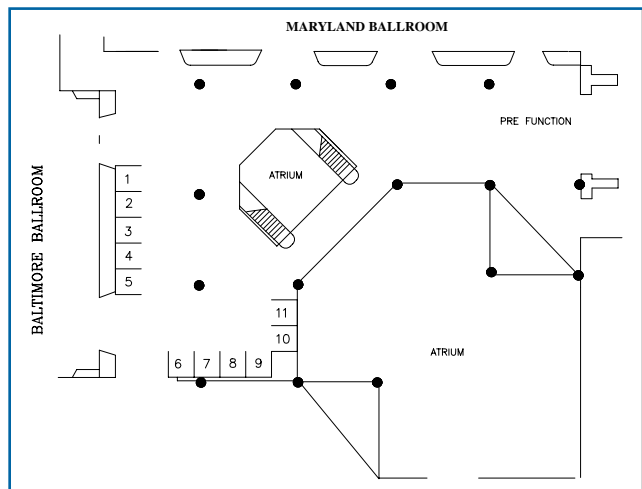 MARYLAND BALLROOM
PRE FUNCTION
ATRIUM
BALTIMORE BALLROOM
1
2
3
4
5
11
10
6 7 8 9
ATRIUM